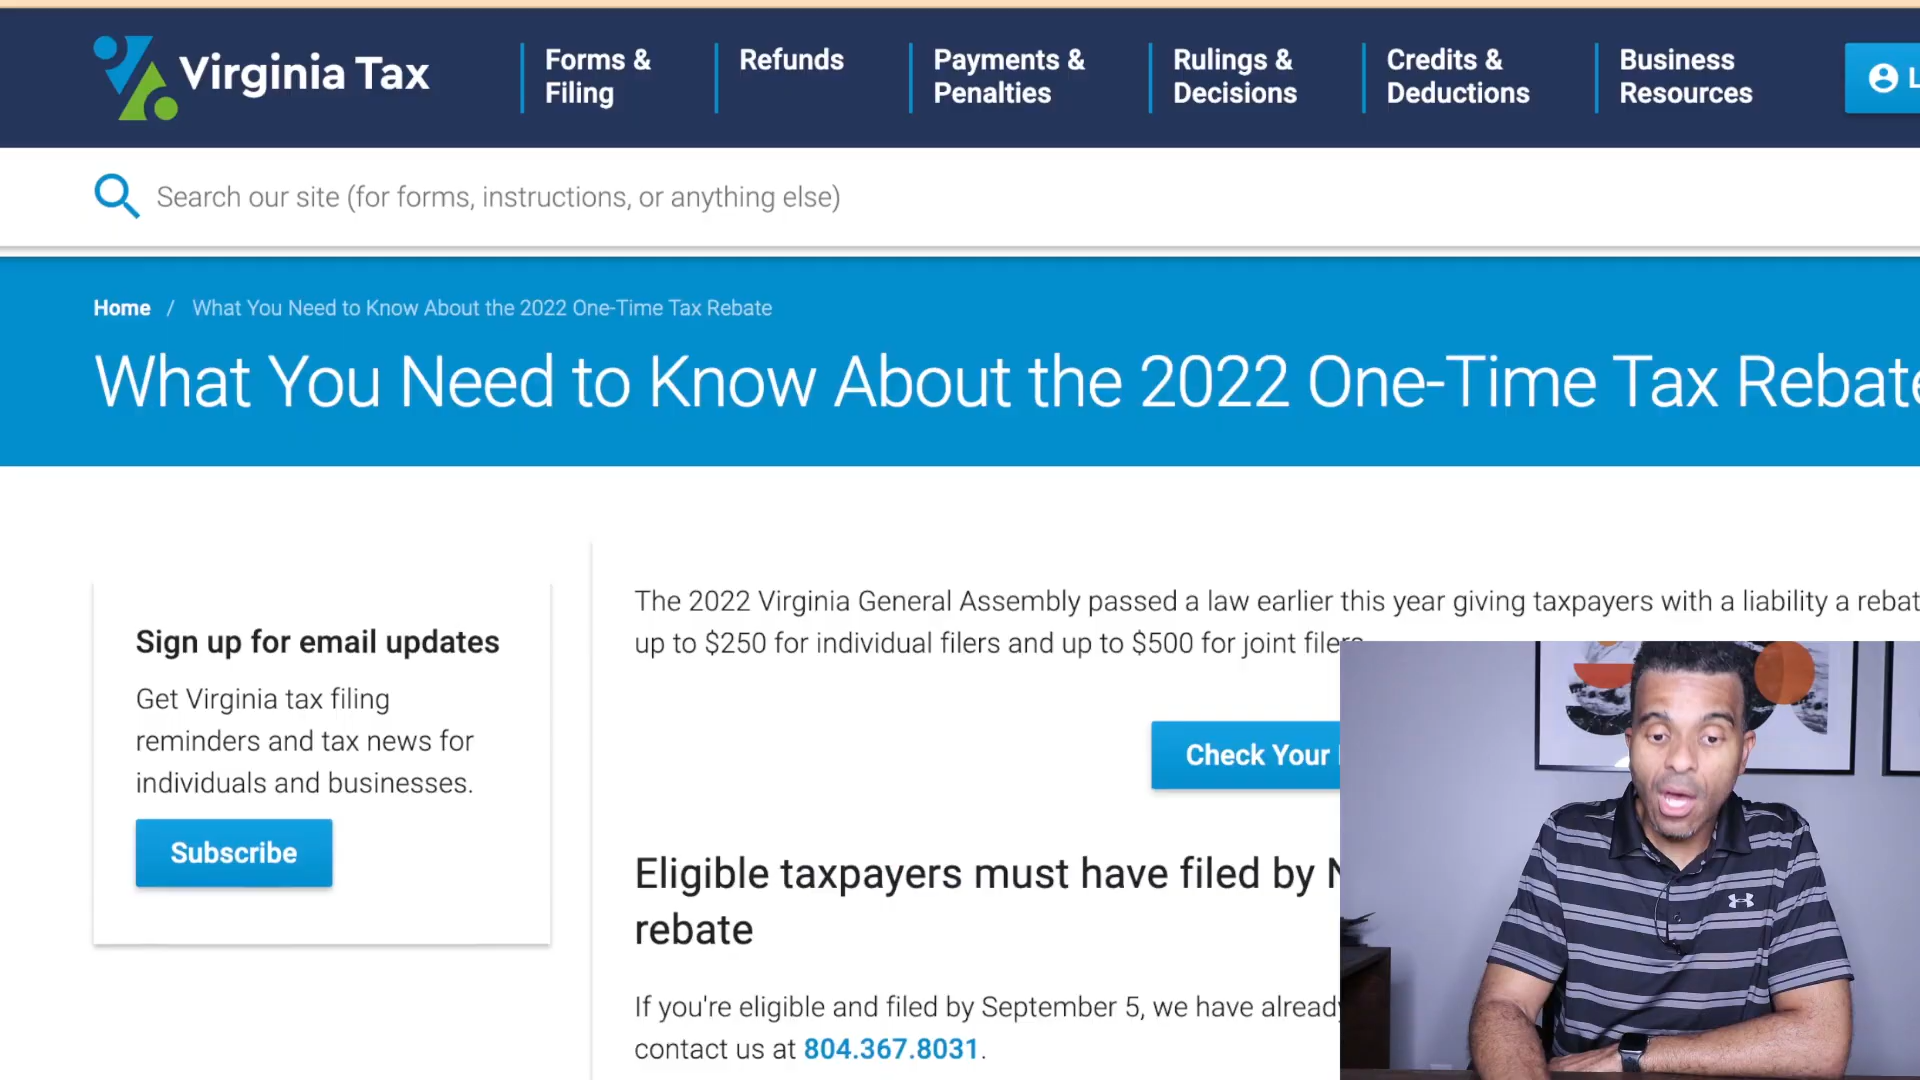 Virginia Tax
Forms &
Filing
Refunds
Payments &
Penalties
Rulings &
Decisions
Credits &
Deductions
Business
Resources
Search our site (for forms, instructions, or anything else)
Home / What You Need to Know About the 2022 One-Time Tax Rebate
What You Need to Know About the 2022 One-Time Tax Rebate
Sign up for email updates
Get Virginia tax filing
reminders and tax news for
individuals and businesses.
Subscribe
The 2022 Virginia General Assembly passed a law earlier this year giving taxpayers with a liability a rebat
up to $250 for individual filers and up to $500 for joint filers
Check Your
Eligible taxpayers must have filed by
rebate
If you're eligible and filed by September 5, we have already
contact us at 804.367.8031.